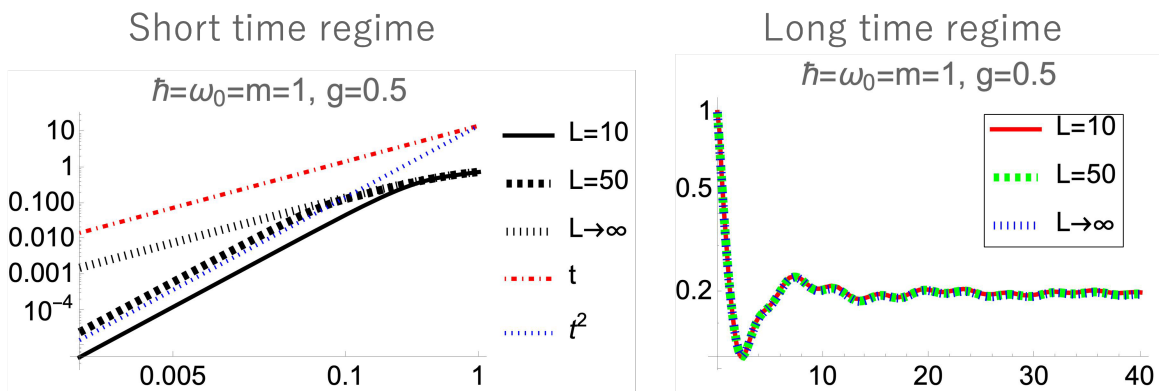 Short time regime
ℏ=ω₀=m=1, g=0.5
10
1
0.100
0.010
0.001
10⁻⁴
0.005
0.1
1
L=10
L=50
L→∞
t
t²
Long time regime
ℏ=ω₀=m=1, g=0.5
1
0.5
0.2
10
20
30
40
L=10
L=50
L→∞